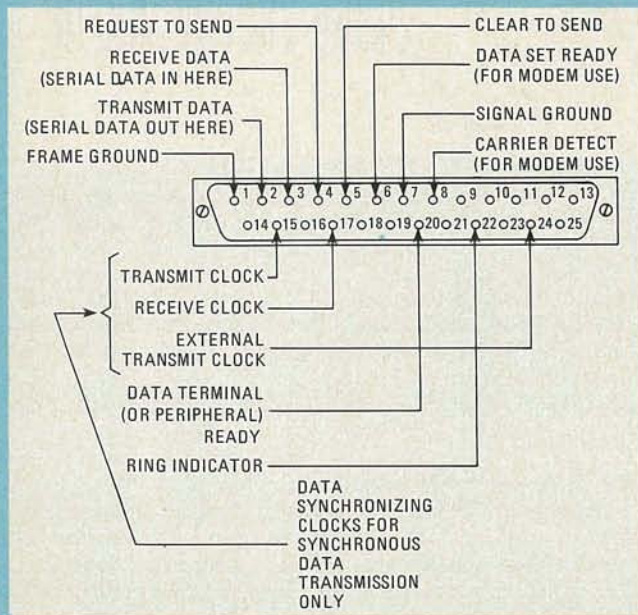 REQUEST TO SEND
RECEIVE DATA
(SERIAL DATA IN HERE)
TRANSMIT DATA
(SERIAL DATA OUT HERE)
FRAME GROUND
CLEAR TO SEND
DATA SET READY
(FOR MODEM USE)
SIGNAL GROUND
CARRIER DETECT
(FOR MODEM USE)
1 2 3 4 5 6 7 8 9 10 11 12 13
14 15 16 17 18 19 20 21 22 23 24 25
TRANSMIT CLOCK
RECEIVE CLOCK
EXTERNAL
TRANSMIT CLOCK
DATA TERMINAL
(OR PERIPHERAL)
READY
RING INDICATOR
DATA
SYNCHRONIZING
CLOCKS FOR
SYNCHRONOUS
DATA
TRANSMISSION
ONLY